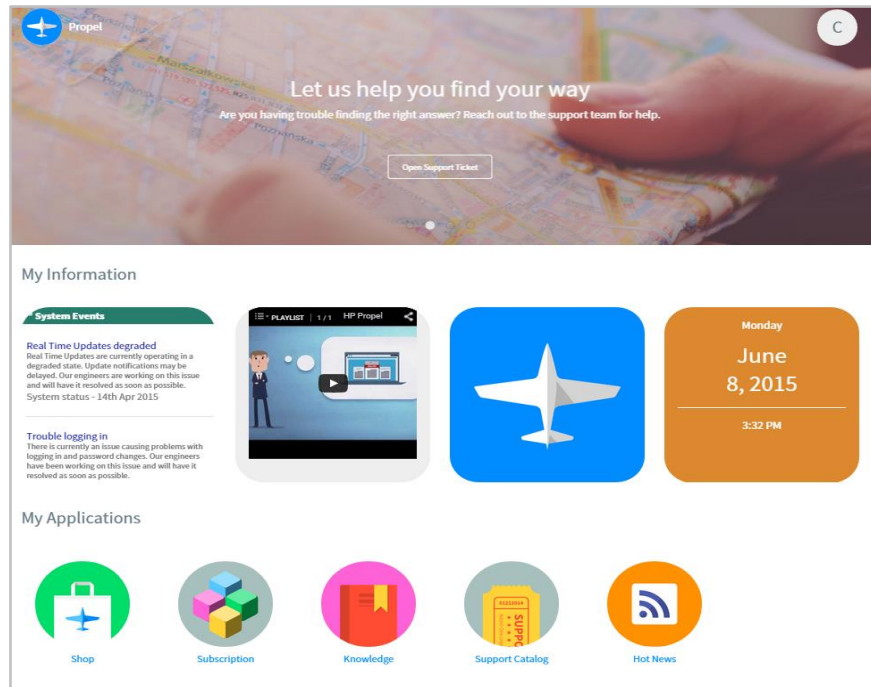 Propel
C
Marszałkowska
Poznańska
Let us help you find your way
Are you having trouble finding the right answer? Reach out to the support team for help.
Open Support Ticket
My Information
System Events
Real Time Updates degraded
Real Time Updates are currently operating in a
degraded state. Update notifications may be
delayed. Our engineers are working on this issue
and will have it resolved as soon as possible.
System status - 14th Apr 2015
Trouble logging in
There is currently an issue causing problems with
logging in and password changes. Our engineers
have been working on this issue and will have it
resolved as soon as possible.
PLAYLIST | 1 / 1 HP Propel
Monday
June
8, 2015
3:32 PM
My Applications
SUPPO
Shop
Subscription
Knowledge
Support Catalog
Hot News